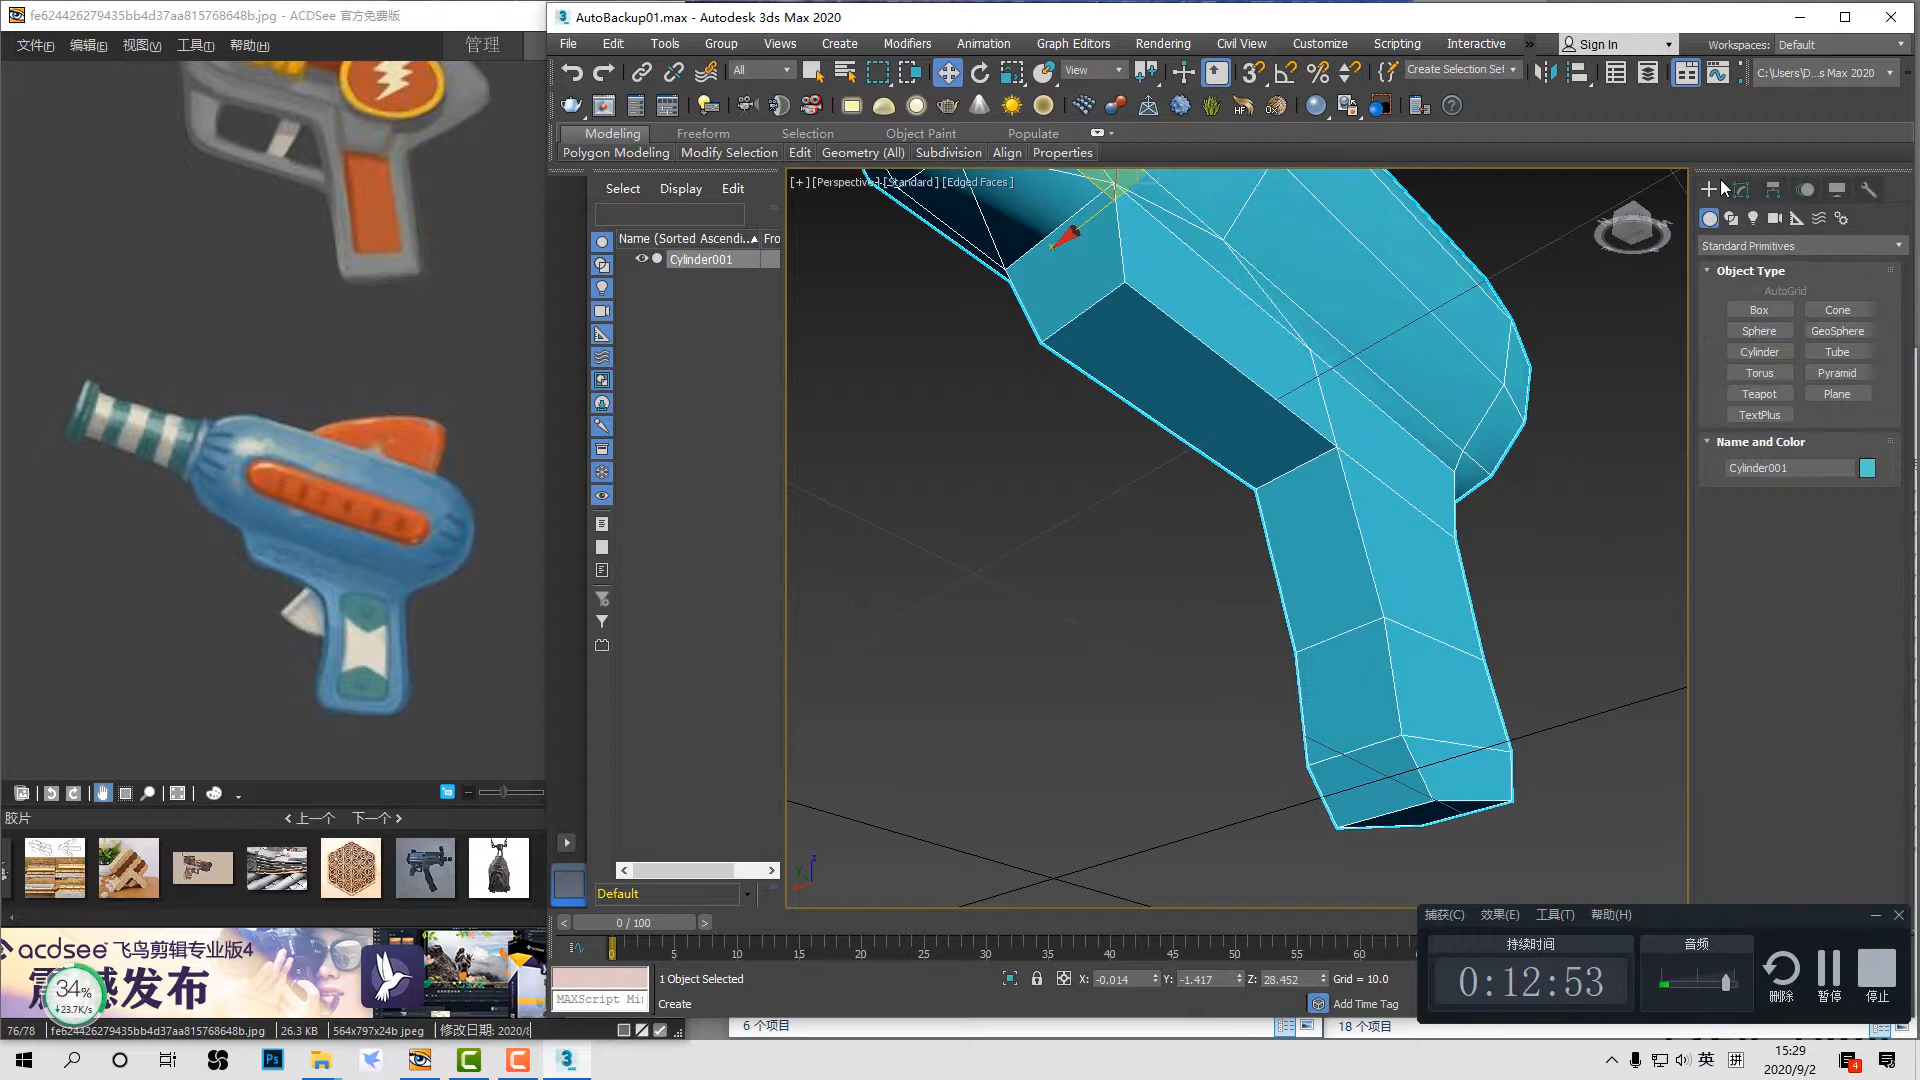 fe624426279435bb4d37aa815768648b.jpg - ACDSee 官方免费版
文件(F) 编辑(E) 视图(V) 工具(T) 帮助(H) 管理
AutoBackup01.max - Autodesk 3ds Max 2020
File Edit Tools Group Views Create Modifiers Animation Graph Editors Rendering Civil View Customize Scripting Interactive » Sign In Workspaces: Default
All View Create Selection Set C:\Users\D...s Max 2020
Modeling Freeform Selection Object Paint Populate
Polygon Modeling Modify Selection Edit Geometry (All) Subdivision Align Properties
Select Display Edit
Name (Sorted Ascendi... Fro
Cylinder001
[+] [Perspective] [Standard] [Edged Faces]
Standard Primitives
Object Type
AutoGrid
Box Cone
Sphere GeoSphere
Cylinder Tube
Torus Pyramid
Teapot Plane
TextPlus
Name and Color
Cylinder001
胶片 上一个 下一个
Default
0 / 100
0 5 10 15 20 25 30 35 40 45 50 55 60
1 Object Selected
X: -0.014 Y: -1.417 Z: 28.452 Grid = 10.0
MAXScript Mi Create Add Time Tag
捕获(C) 效果(E) 工具(T) 帮助(H)
持续时间 音频
0:12:53
删除 暂停 停止
acdsee 飞鸟剪辑专业版4
震撼发布
34%
23.7K/s
76/78 fe624426279435bb4d37aa815768648b.jpg 26.3 KB 564x797x24b jpeg 修改日期: 2020/8
6 个项目 18 个项目
英 拼
15:29
2020/9/2
4